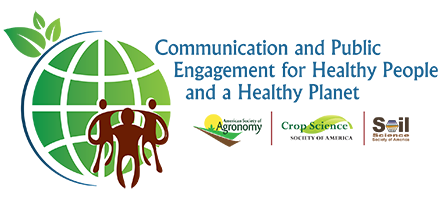 Communication and Public
Engagement for Healthy People
and a Healthy Planet
American Society of
Agronomy
Crop Science
SOCIETY OF AMERICA
Soil
Science
Society of America